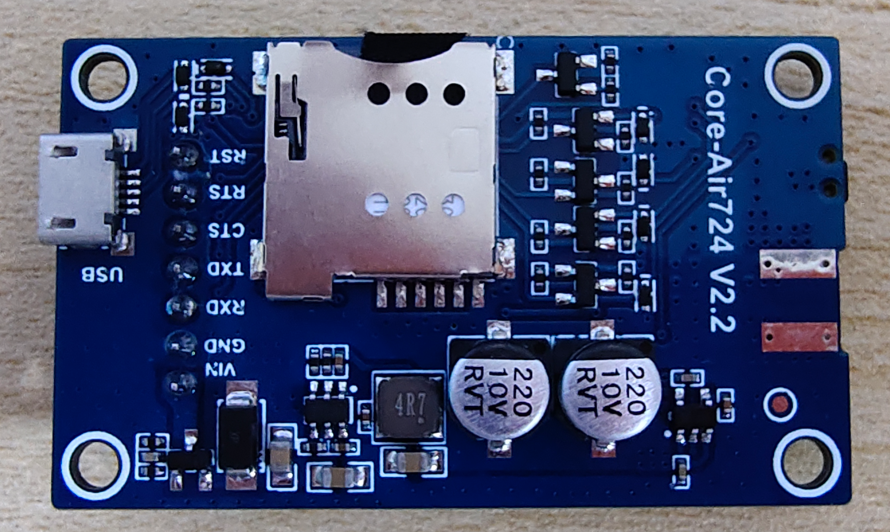 RST
RTS
CTS
TXD
RXD
GND
VIN
USB
Core-Air724 V2.2
4R7
220
10V
RVT
220
10V
RVT